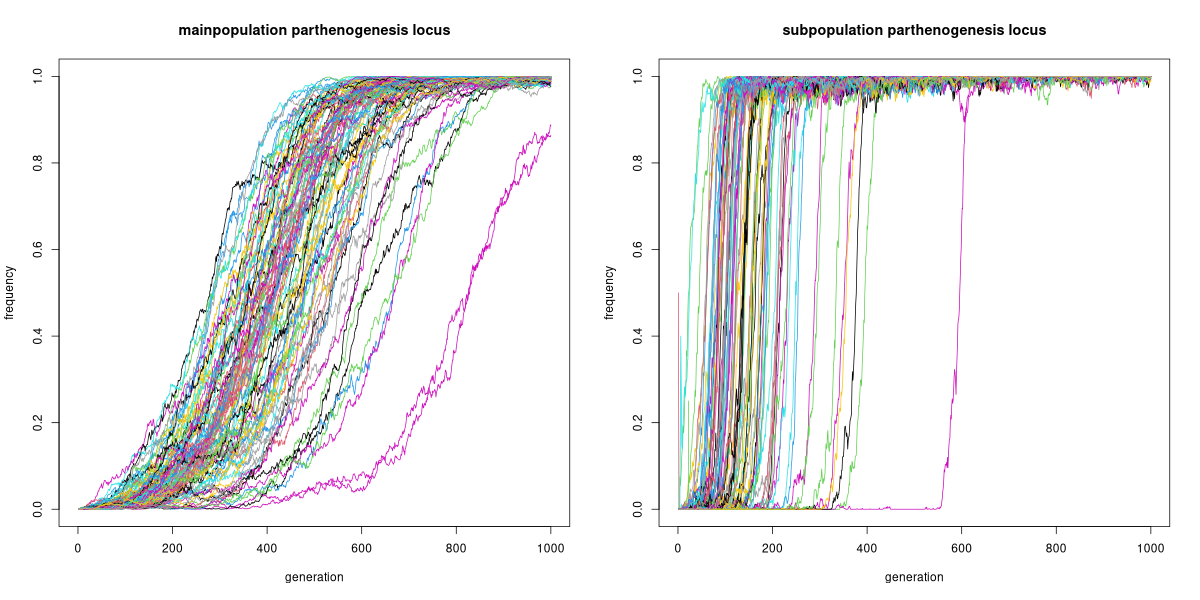 mainpopulation parthenogenesis locus
frequency
0.0 0.2 0.4 0.6 0.8 1.0
0 200 400 600 800 1000
generation
subpopulation parthenogenesis locus
frequency
0.0 0.2 0.4 0.6 0.8 1.0
0 200 400 600 800 1000
generation